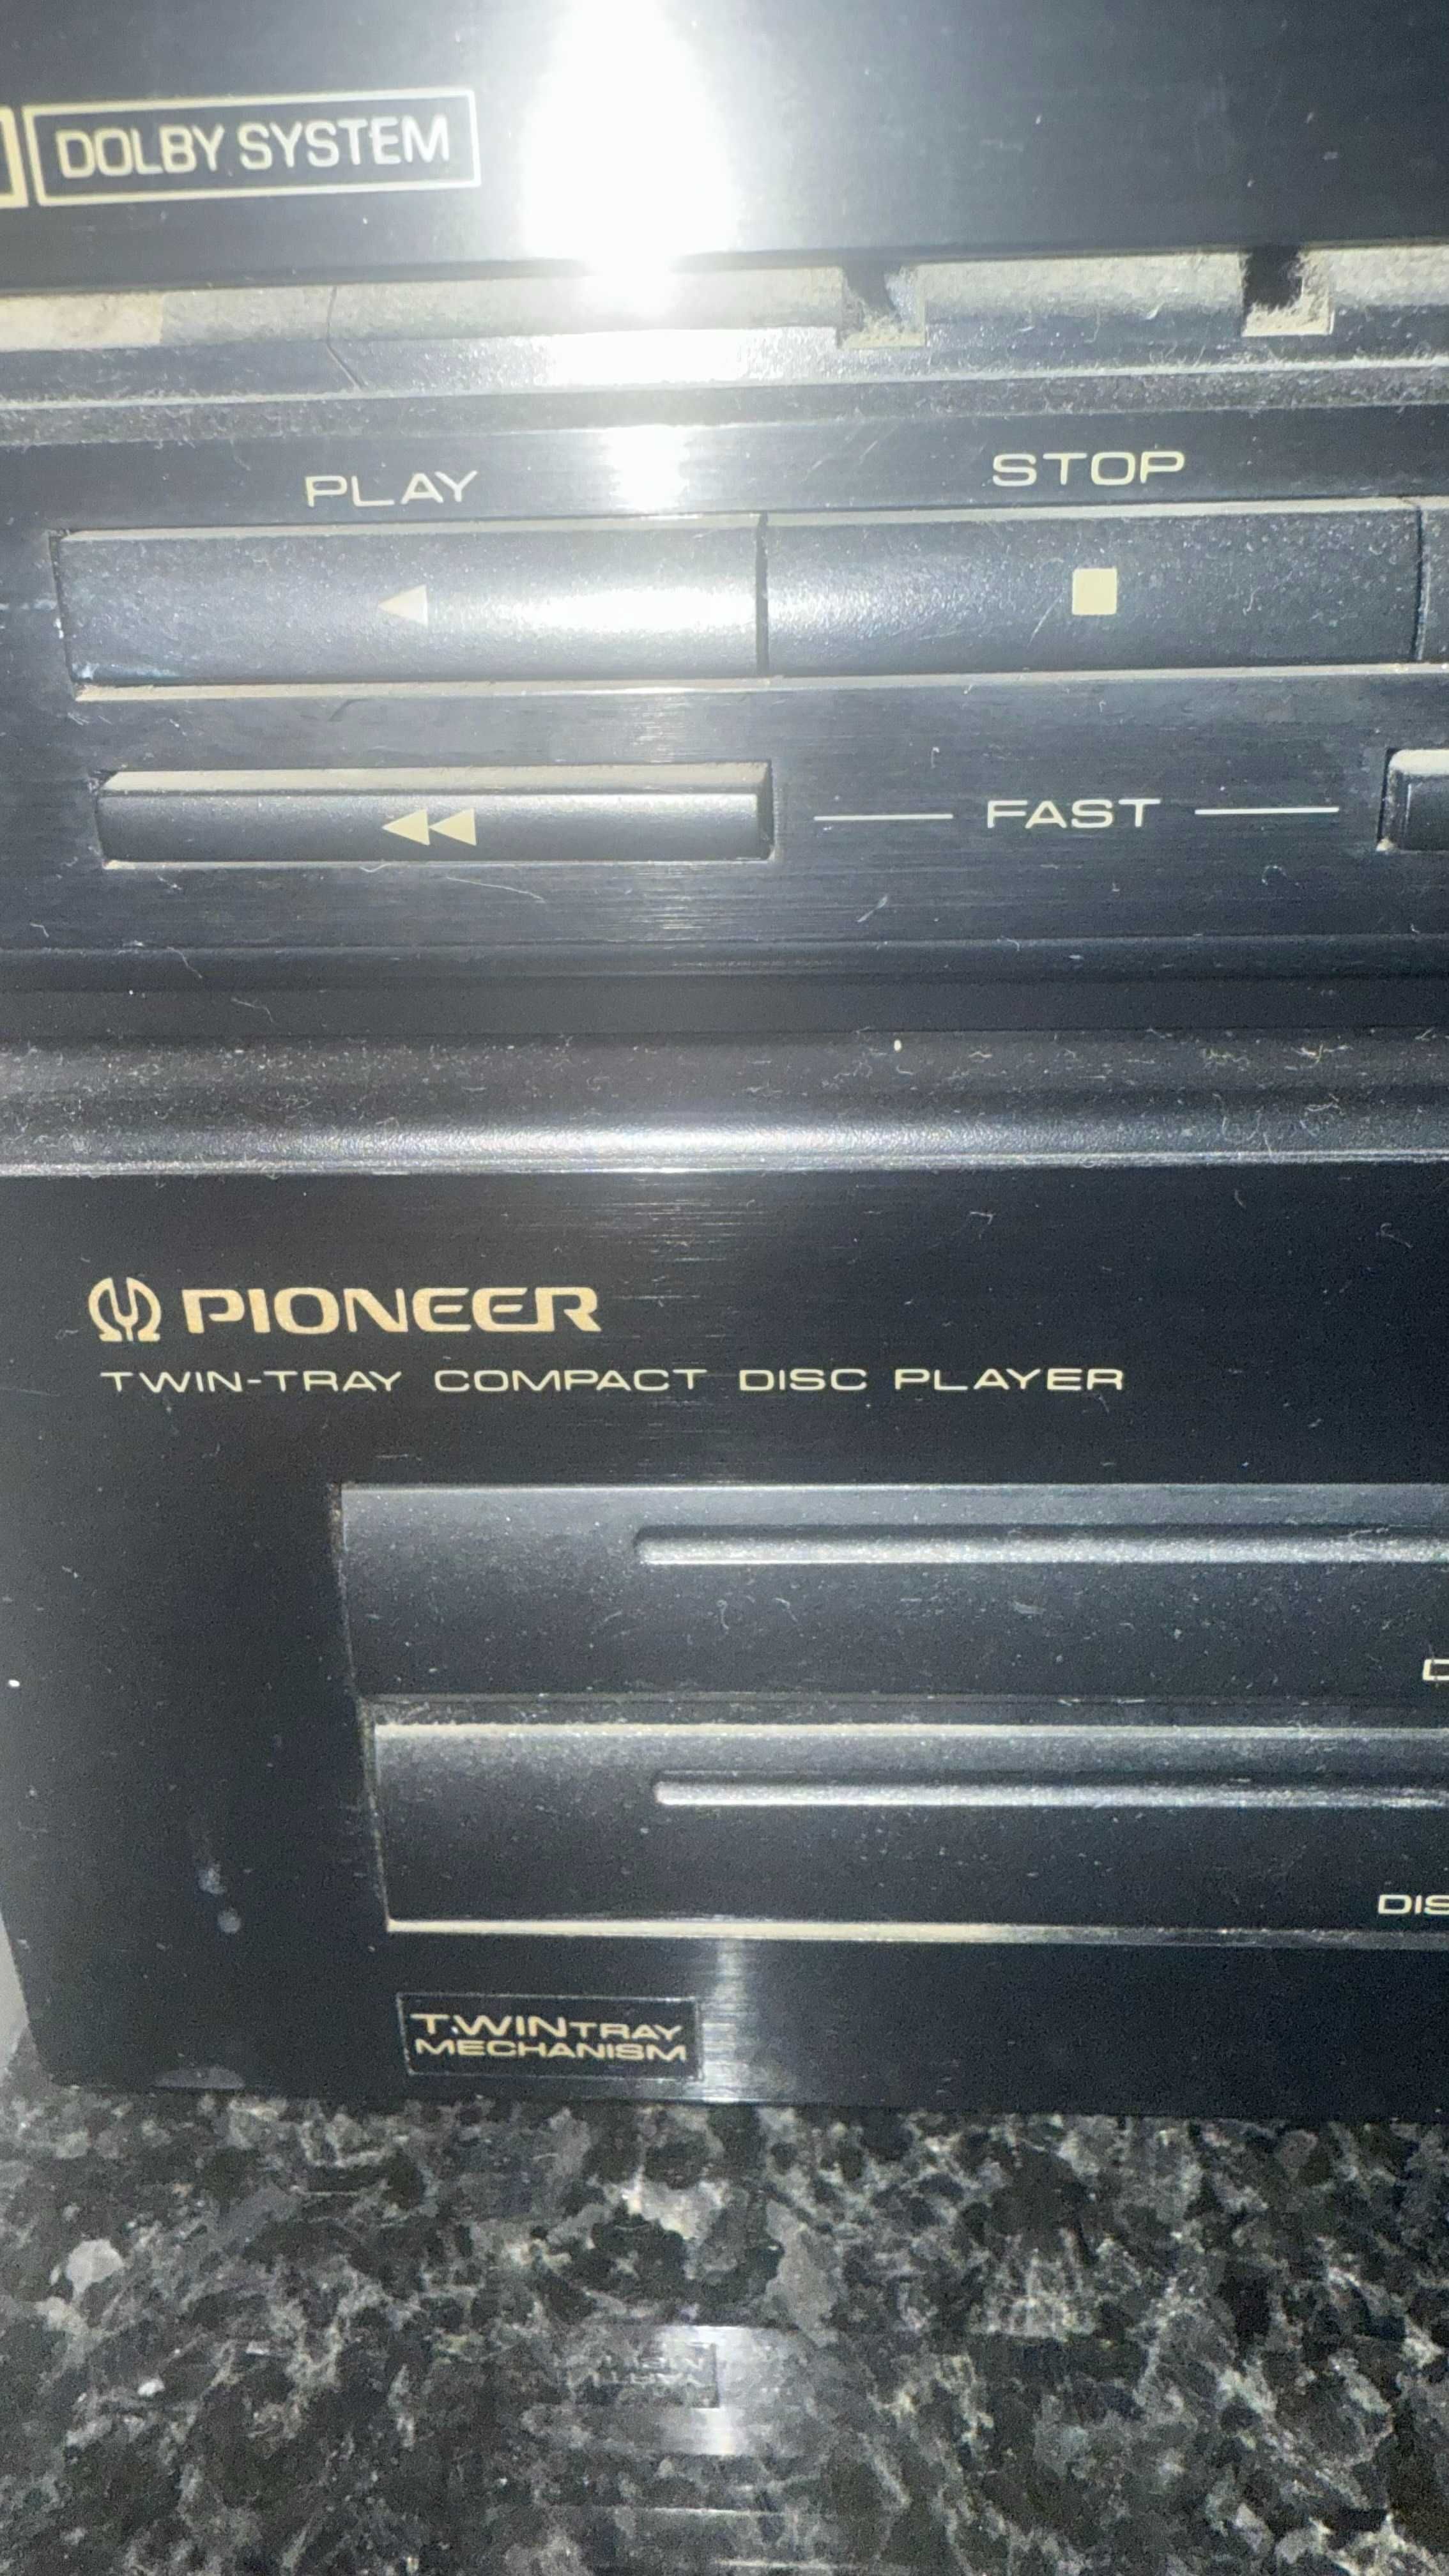 DOLBY SYSTEM
PLAY STOP
FAST
PIONEER
TWIN-TRAY COMPACT DISC PLAYER
TWIN TRAY
MECHANISM